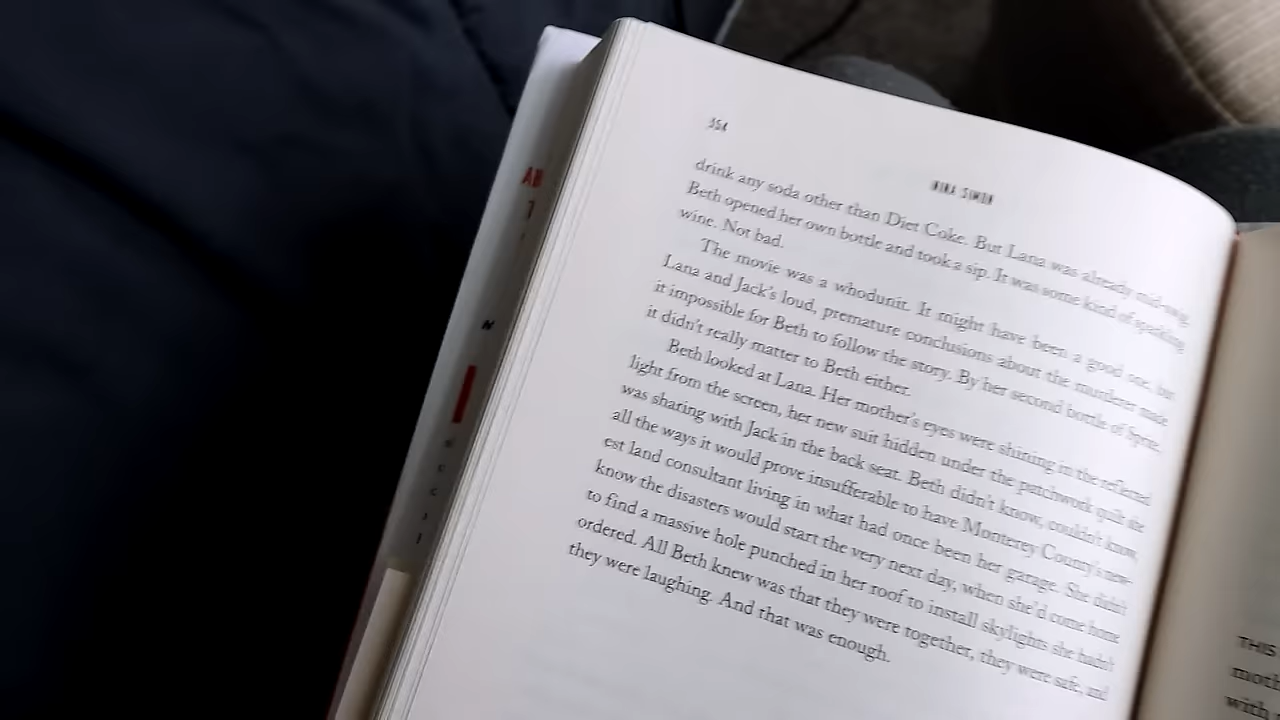 354
NINA SIMON
drink any soda other than Diet Coke. But Lana was already mid-swig.
Beth opened her own bottle and took a sip. It was some kind of sparkling
wine. Not bad.
The movie was a whodunit. It might have been a good one, but
Lana and Jack's loud, premature conclusions about the murderer made
it impossible for Beth to follow the story. By her second bottle of Sprite,
it didn't really matter to Beth either.
Beth looked at Lana. Her mother's eyes were shining in the reflected
light from the screen, her new suit hidden under the patchwork quilt she
was sharing with Jack in the back seat. Beth didn't know, couldn't know,
all the ways it would prove insufferable to have Monterey County's new-
est land consultant living in what had once been her garage. She didn't
know the disasters would start the very next day, when she'd come home
to find a massive hole punched in her roof to install skylights she hadn't
ordered. All Beth knew was that they were together, they were safe, and
they were laughing. And that was enough.
THIS
with